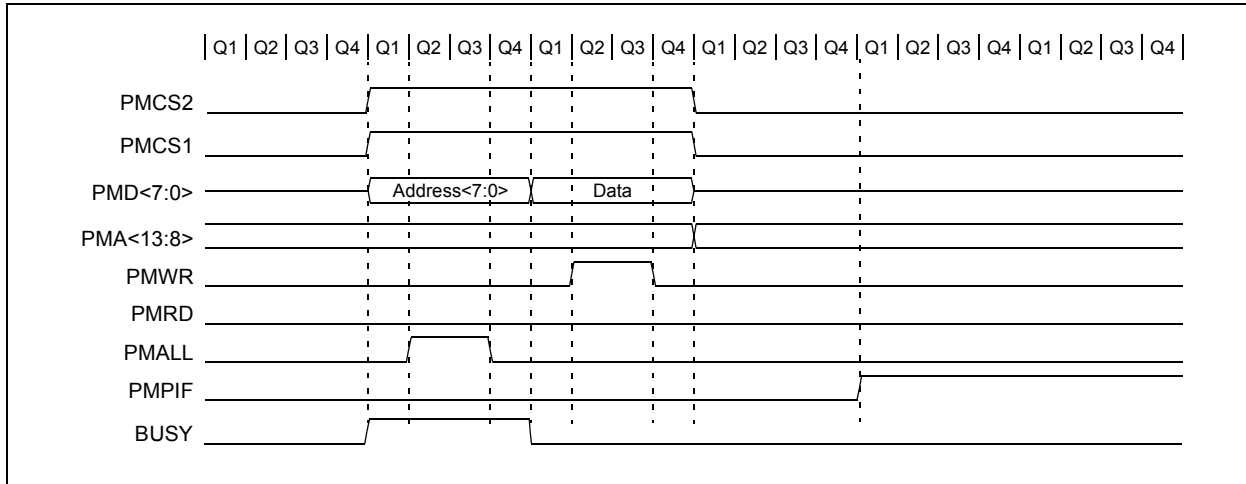 Q1 Q2 Q3 Q4 Q1 Q2 Q3 Q4 Q1 Q2 Q3 Q4 Q1 Q2 Q3 Q4 Q1 Q2 Q3 Q4 Q1 Q2 Q3 Q4
PMCS2
PMCS1
PMD<7:0> Address<7:0> Data
PMA<13:8>
PMWR
PMRD
PMALL
PMPIF
BUSY